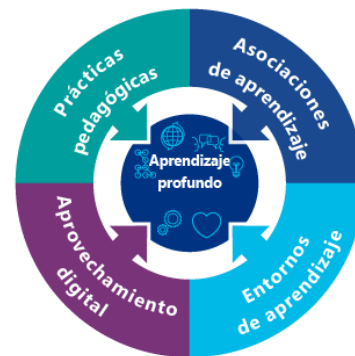 Prácticas
pedagógicas
Asociaciones
de aprendizaje
Aprendizaje
profundo
Aprovechamiento
digital
Entornos
de aprendizaje